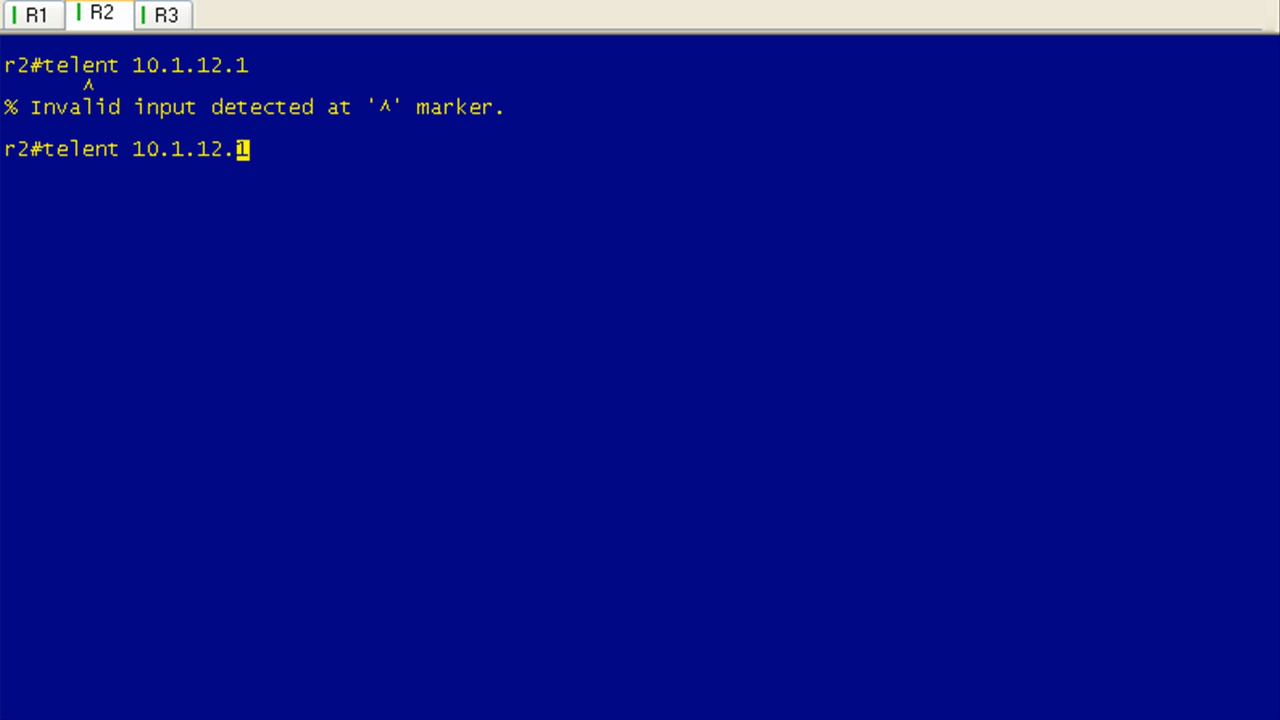 R1 R2 R3
r2#telent 10.1.12.1
^
% Invalid input detected at '^' marker.
r2#telent 10.1.12.1